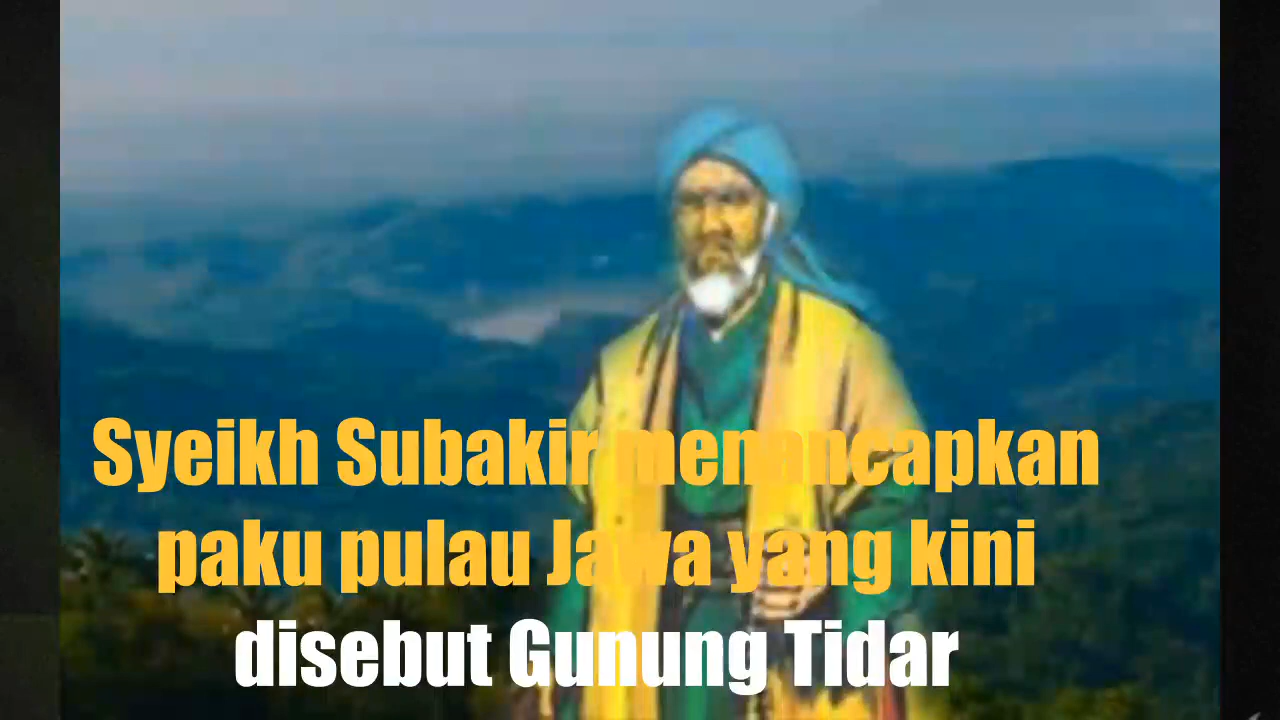 Syeikh Subakir menancapkan
paku pulau Jawa yang kini
disebut Gunung Tidar